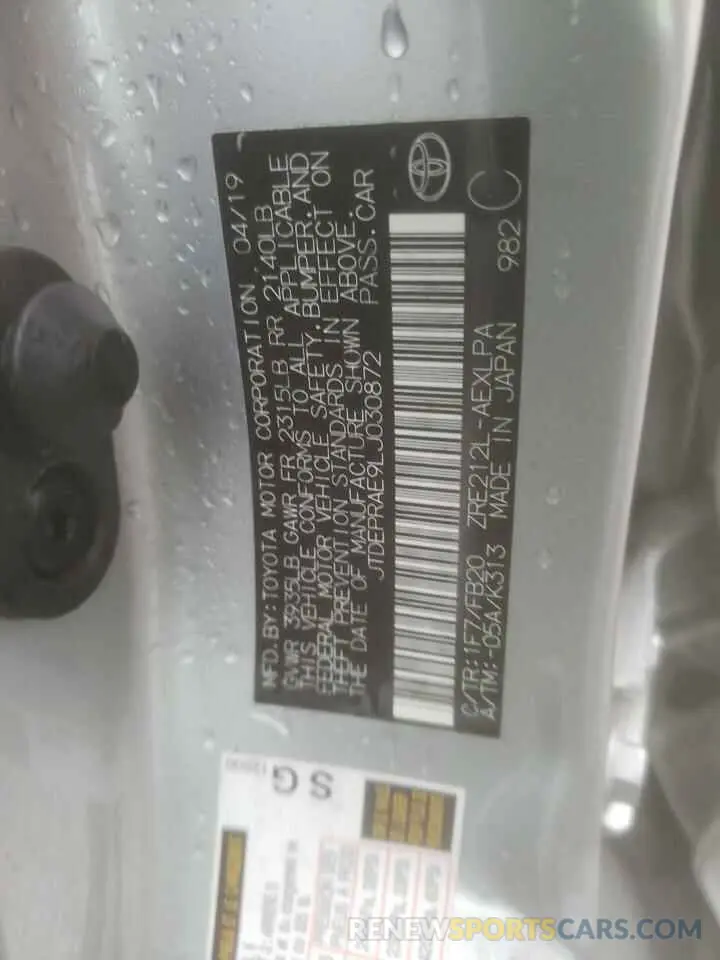 MFD. BY: TOYOTA MOTOR CORPORATION 04/19
GVWR 3935LB GAWR FR 2315LB RR 2140LB
THIS VEHICLE CONFORMS TO ALL APPLICABLE
FEDERAL MOTOR VEHICLE SAFETY, BUMPER, AND
THEFT PREVENTION STANDARDS IN EFFECT ON
THE DATE OF MANUFACTURE SHOWN ABOVE.
JTDEPRAE9LJ030872 PASS. CAR
C/TR: 1F7/FB20 ZRE212L-AEXLPA 982 C
A/TM: -05A/K313 MADE IN JAPAN
SG
RENEWSPORTSCARS.COM